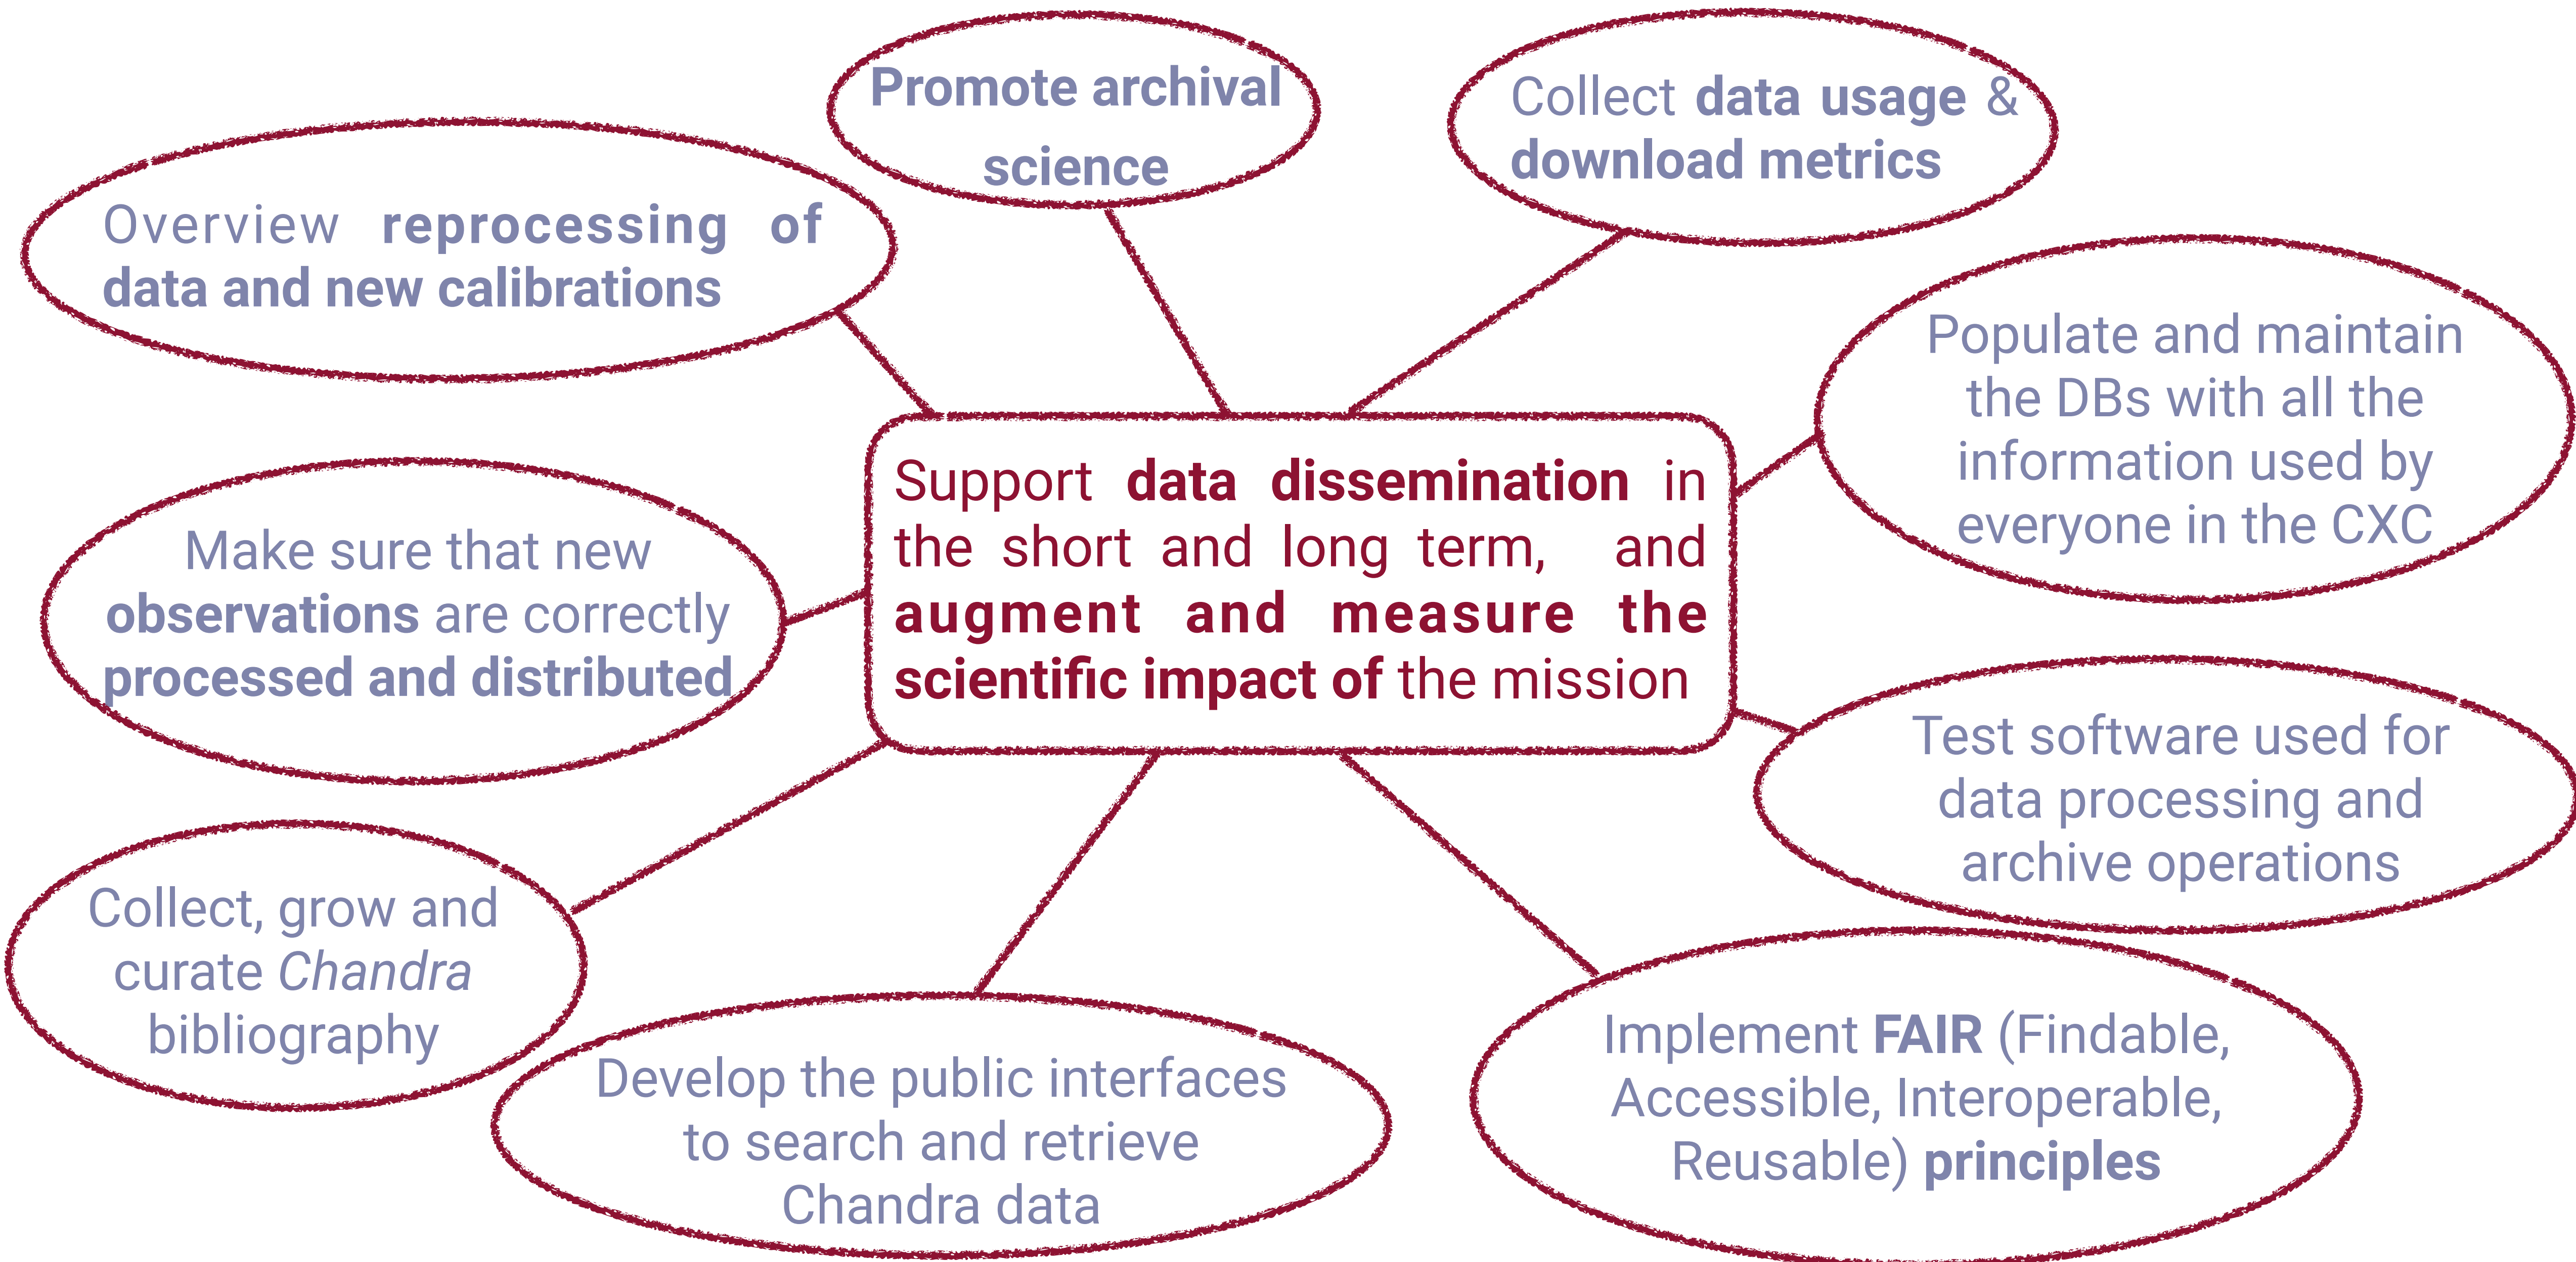 Promote archival
science
Collect data usage &
download metrics
Overview reprocessing of
data and new calibrations
Populate and maintain
the DBs with all the
information used by
everyone in the CXC
Support data dissemination in
the short and long term, and
augment and measure the
scientific impact of the mission
Make sure that new
observations are correctly
processed and distributed
Test software used for
data processing and
archive operations
Collect, grow and
curate Chandra
bibliography
Develop the public interfaces
to search and retrieve
Chandra data
Implement FAIR (Findable,
Accessible, Interoperable,
Reusable) principles